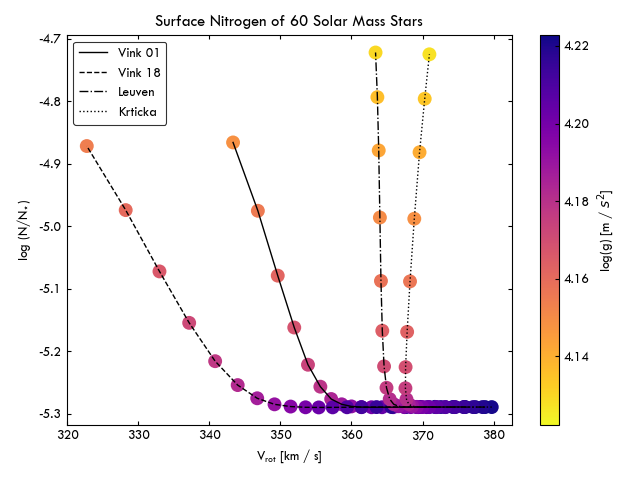 Surface Nitrogen of 60 Solar Mass Stars
Vink 01
Vink 18
Leuven
Krticka
-4.7
-4.8
-4.9
-5.0
-5.1
-5.2
-5.3
log (N/N*)
320
330
340
350
360
370
380
V_rot [km / s]
4.22
4.20
4.18
4.16
4.14
log(g) [m / s²]